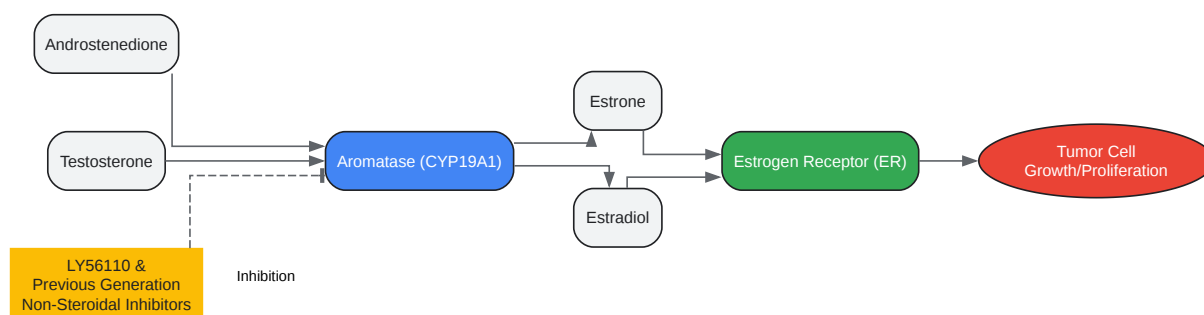 Androstenedione
Testosterone
Aromatase (CYP19A1)
Estrone
Estradiol
Estrogen Receptor (ER)
Tumor Cell
Growth/Proliferation
LY56110 &
Previous Generation
Non-Steroidal Inhibitors
Inhibition